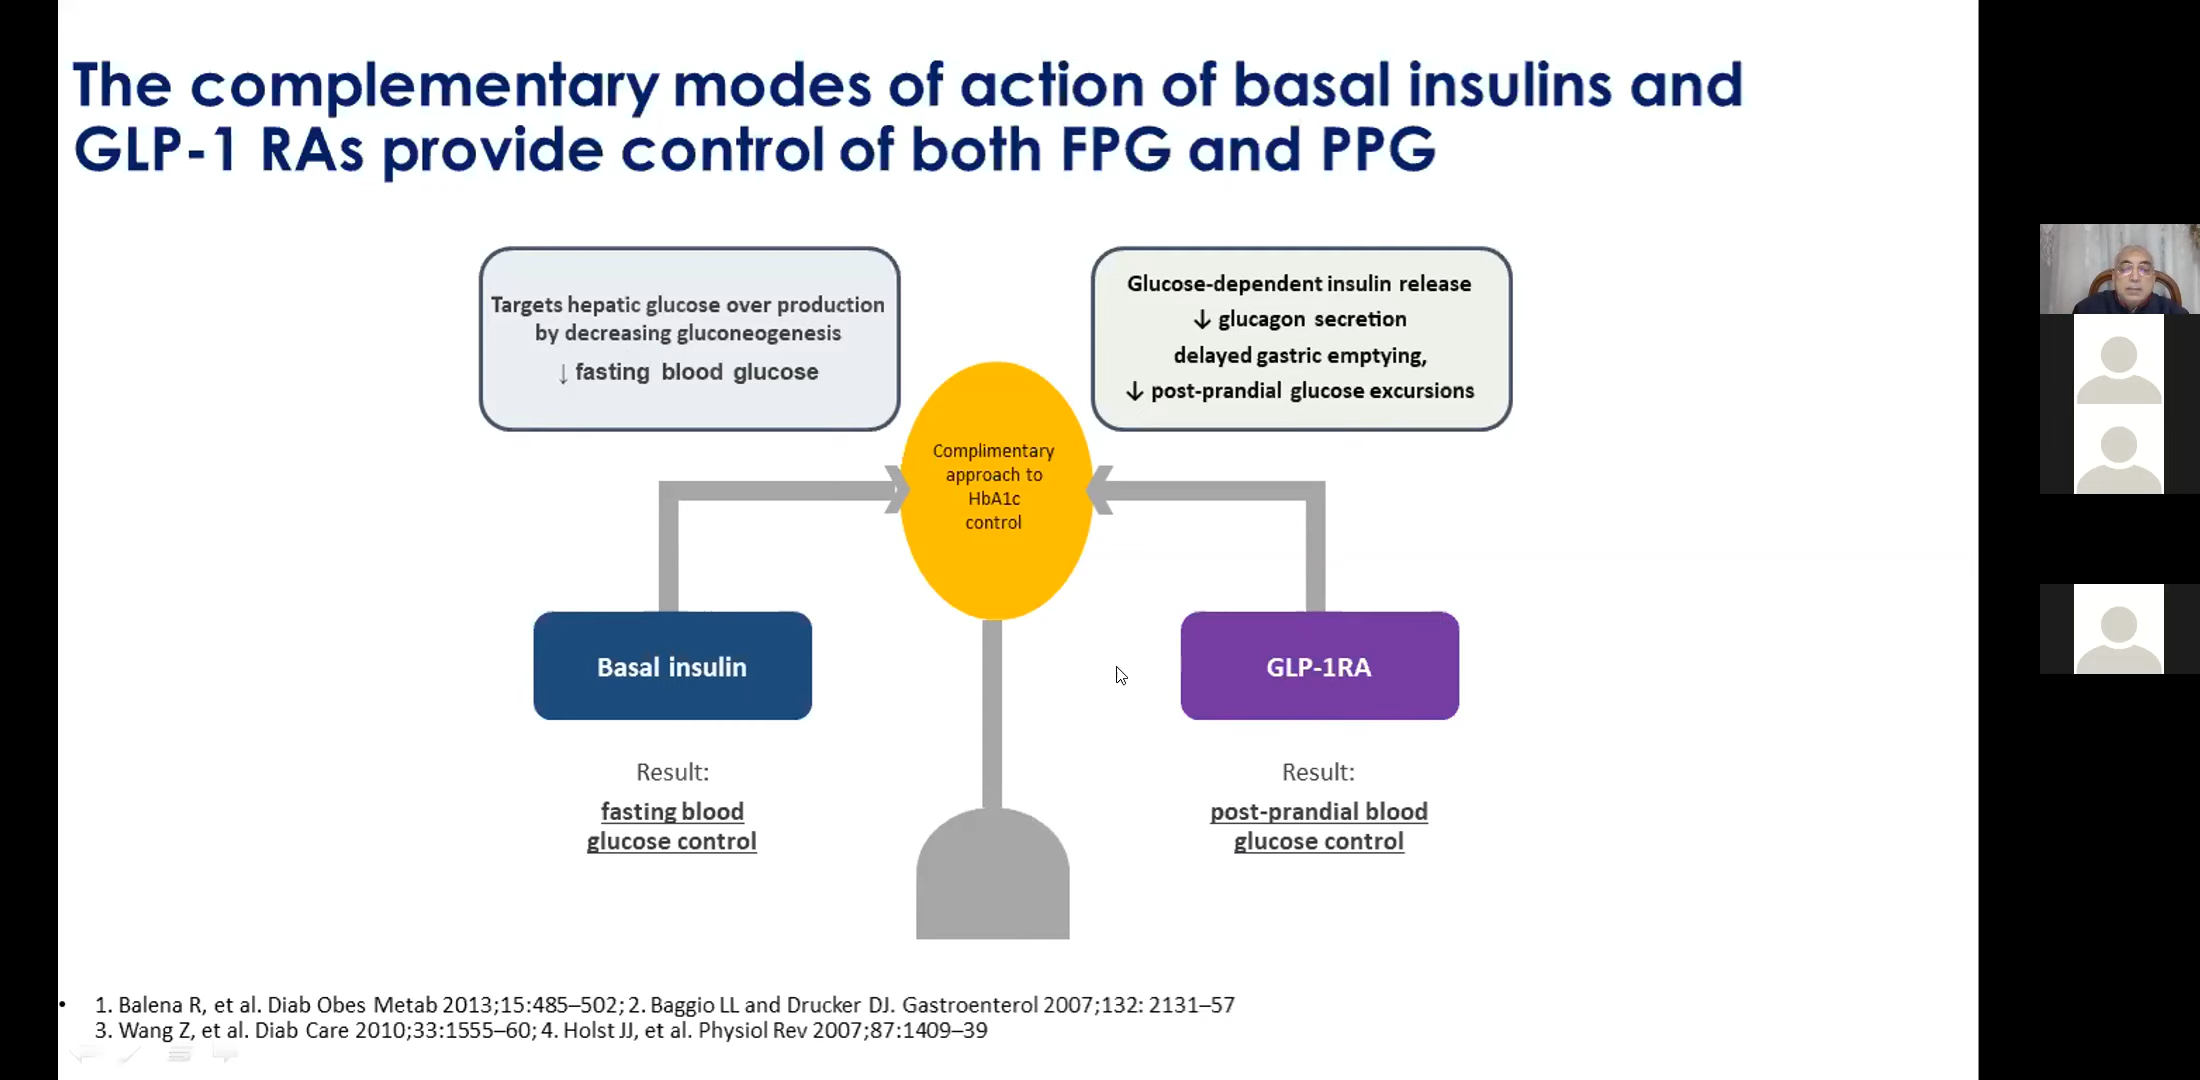 The complementary modes of action of basal insulins and
GLP-1 RAs provide control of both FPG and PPG
Targets hepatic glucose over production
by decreasing gluconeogenesis
↓ fasting blood glucose
Glucose-dependent insulin release
↓ glucagon secretion
delayed gastric emptying,
↓ post-prandial glucose excursions
Complimentary
approach to
HbA1c
control
Basal insulin
GLP-1RA
Result:
fasting blood
glucose control
Result:
post-prandial blood
glucose control
• 1. Balena R, et al. Diab Obes Metab 2013;15:485–502; 2. Baggio LL and Drucker DJ. Gastroenterol 2007;132: 2131–57
3. Wang Z, et al. Diab Care 2010;33:1555–60; 4. Holst JJ, et al. Physiol Rev 2007;87:1409–39